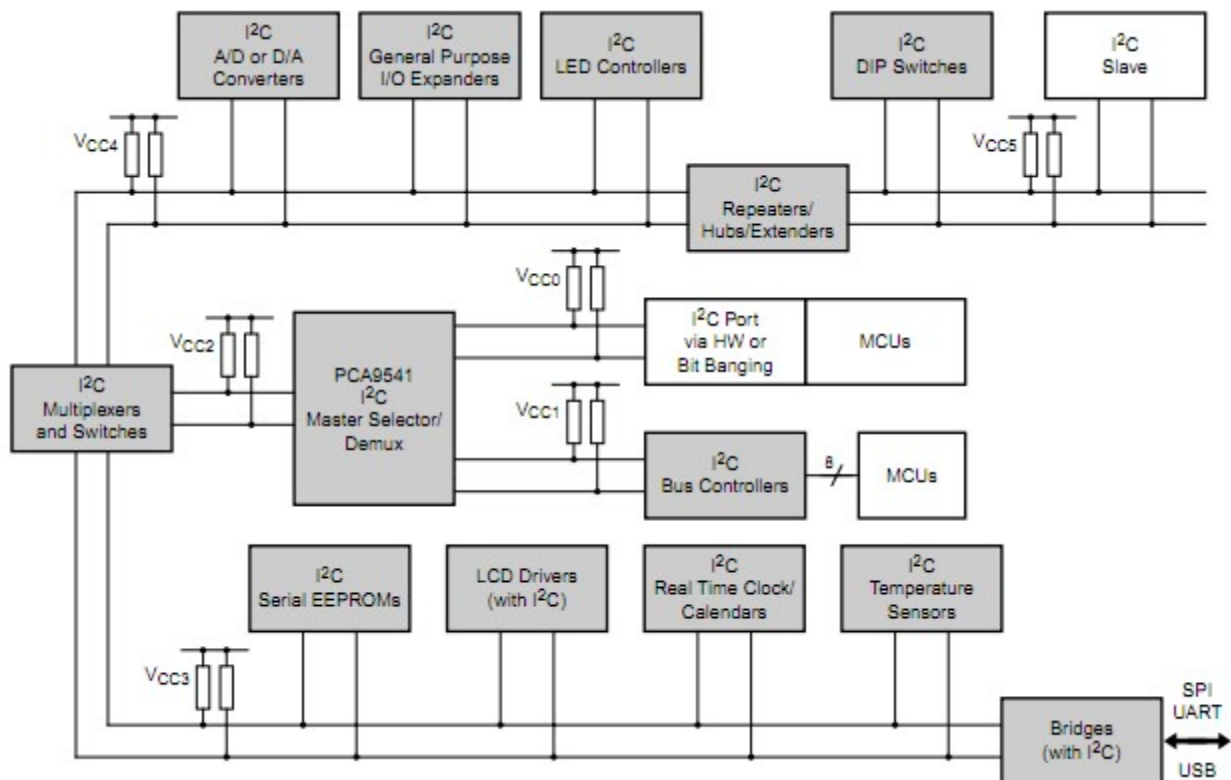 I²C
A/D or D/A
Converters
I²C
General Purpose
I/O Expanders
I²C
LED Controllers
I²C
DIP Switches
I²C
Slave
VCC4
VCC5
I²C
Repeaters/
Hubs/Extenders
VCC0
I²C Port
via HW or
Bit Banging
MCUs
VCC2
PCA9541
I²C
Master Selector/
Demux
I²C
Multiplexers
and Switches
VCC1
I²C
Bus Controllers
8
MCUs
I²C
Serial EEPROMs
LCD Drivers
(with I²C)
I²C
Real Time Clock/
Calendars
I²C
Temperature
Sensors
VCC3
Bridges
(with I²C)
SPI
UART
USB